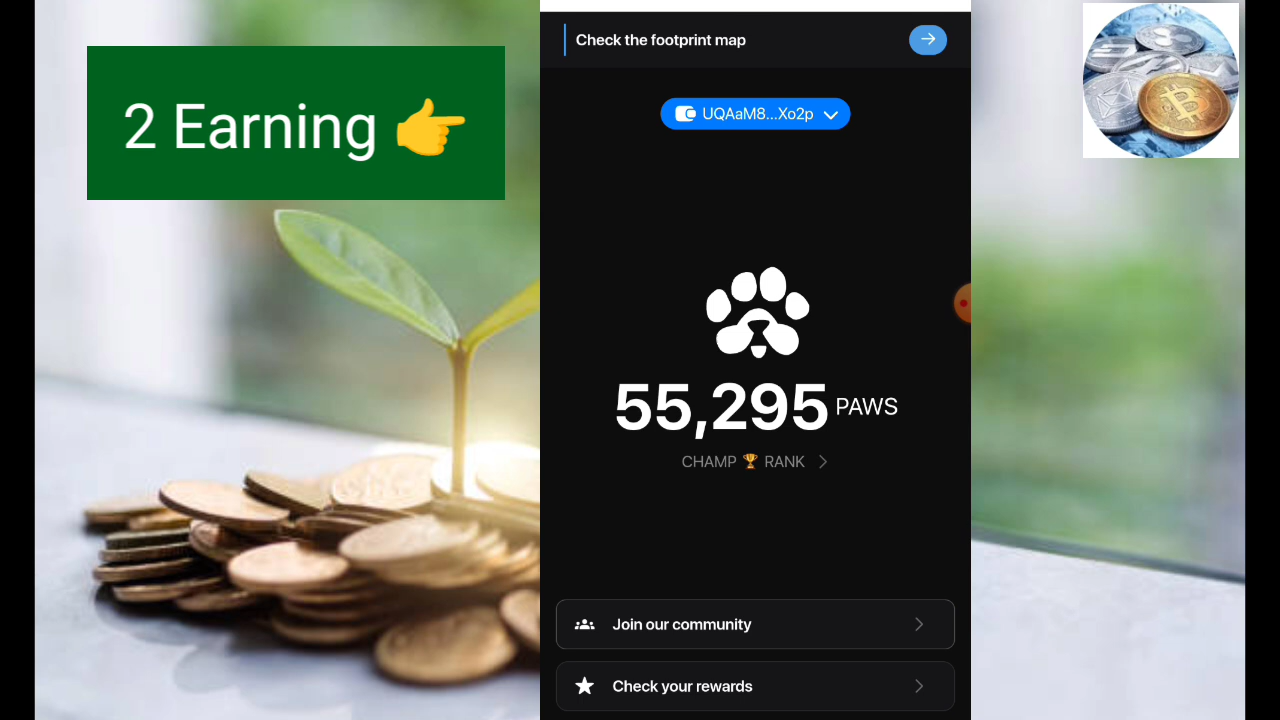 2 Earning 👉
Check the footprint map
UQAaM8...Xo2p
55,295 PAWS
CHAMP 🏆 RANK
Join our community
Check your rewards